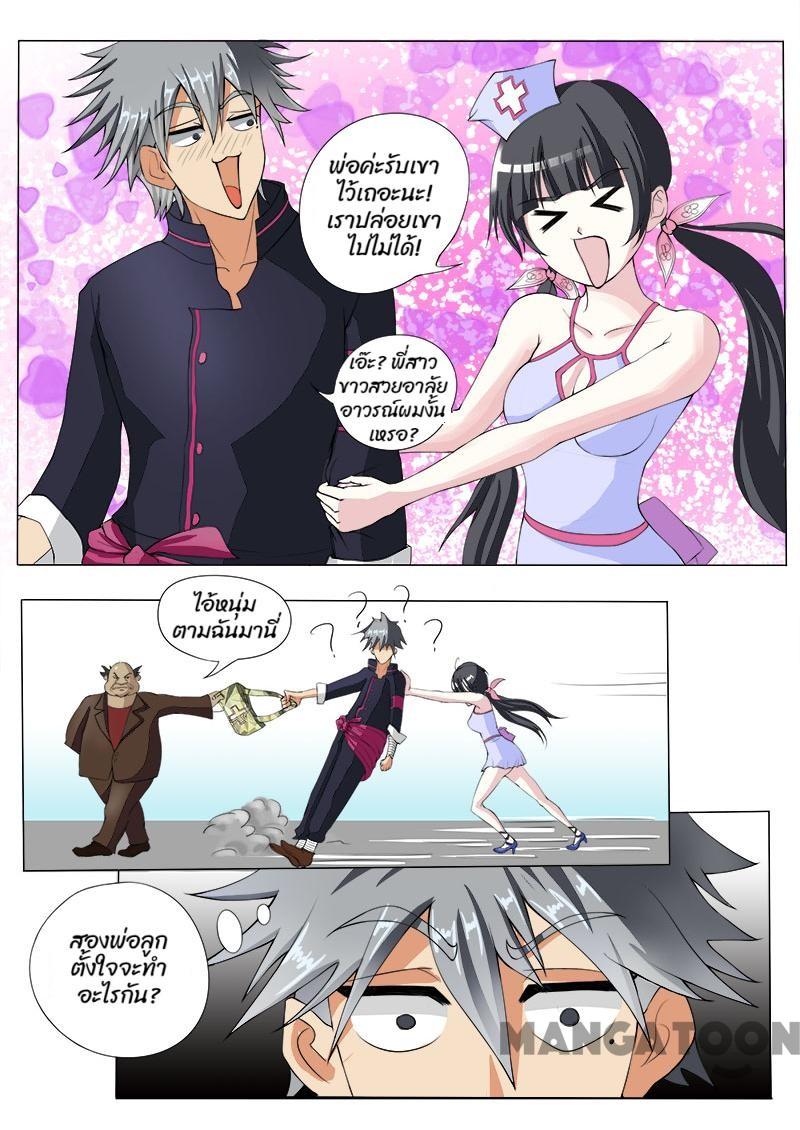 พ่อค่ะรับเขา
ไว้เถอะนะ!
เราปล่อยเขา
ไปไม่ได้!
เอ๊ะ? พี่สาว
ขาวสวยอาลัย
อาวรณ์ผมงั้น
เหรอ?
ไอ้หนุ่ม
ตามฉันมานี่
? ? ? ? ?
สองพ่อลูก
ตั้งใจจะทำ
อะไรกัน?
MANGATOON